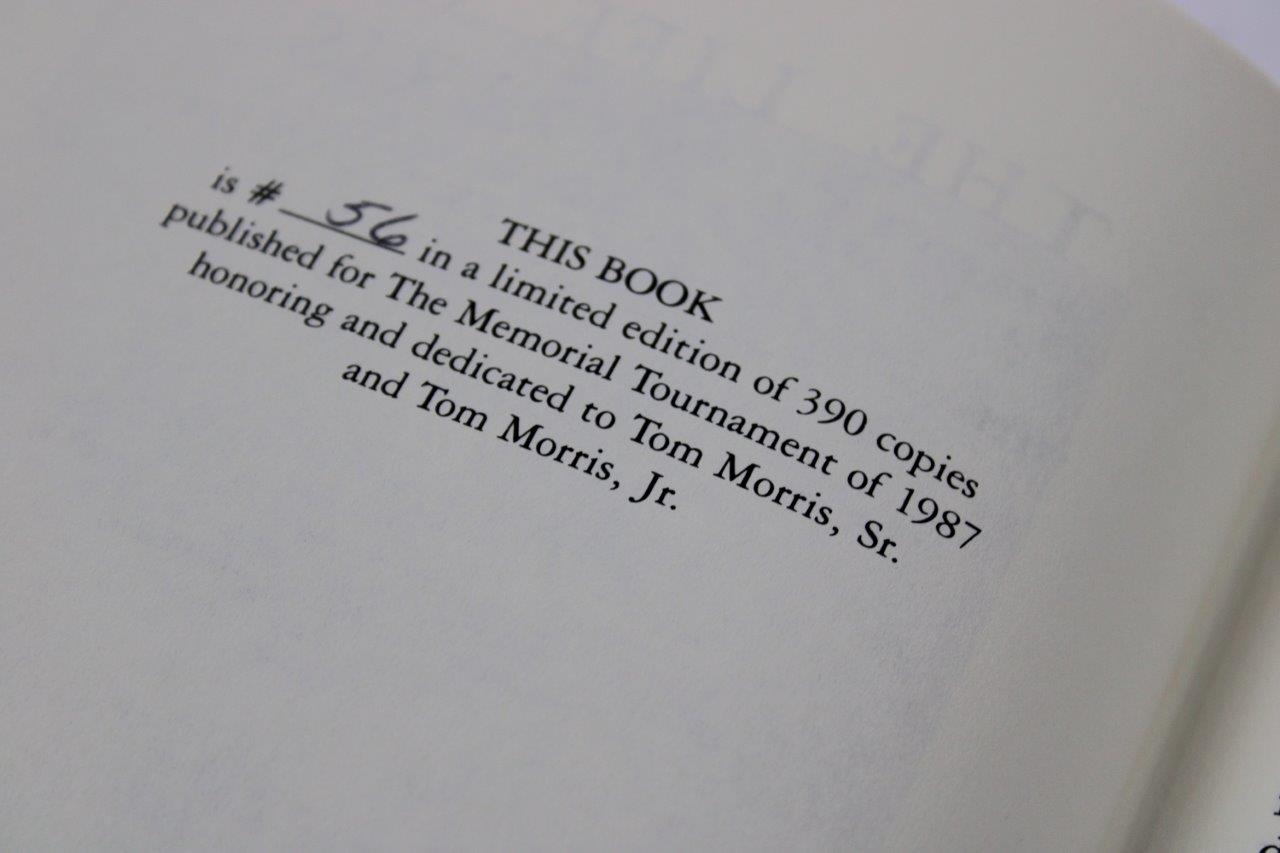 THIS BOOK
is # 56 in a limited edition of 390 copies
published for The Memorial Tournament of 1987
honoring and dedicated to Tom Morris, Sr.
and Tom Morris, Jr.